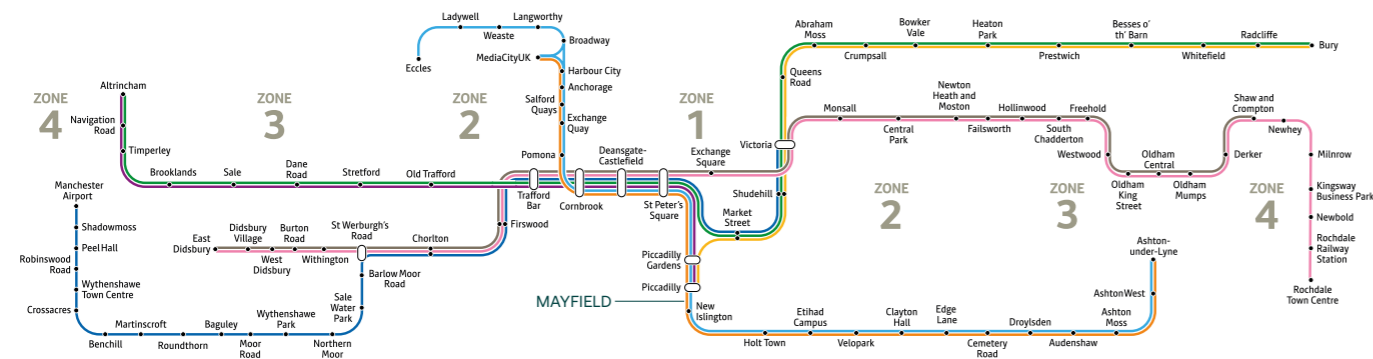 Ladywell
Langworthy
Weaste
Broadway
Eccles
MediaCityUK
Harbour City
Anchorage
Salford
Quays
Exchange
Quay
Pomona
Abraham
Moss
Bowker
Vale
Heaton
Park
Besses o'
th' Barn
Radcliffe
Bury
Crumpsall
Prestwich
Whitefield
Queens
Road
ZONE
4
ZONE
3
ZONE
2
ZONE
1
Altrincham
Navigation
Road
Timperley
Brooklands
Sale
Dane
Road
Stretford
Old Trafford
Trafford
Bar
Cornbrook
Deansgate-
Castlefield
St Peter's
Square
Exchange
Square
Victoria
Shudehill
Market
Street
Monsall
Central
Park
Newton
Heath and
Moston
Failsworth
Hollinwood
South
Chadderton
Freehold
Westwood
Oldham
King
Street
Oldham
Central
Oldham
Mumps
Derker
Shaw and
Crompton
Newhey
Milnrow
Kingsway
Business Park
Newbold
Rochdale
Railway
Station
Rochdale
Town Centre
ZONE
2
ZONE
3
ZONE
4
Manchester
Airport
Shadowmoss
Peel Hall
Robinswood
Road
Wythenshawe
Town Centre
Crossacres
Benchill
Martinscroft
Roundthorn
Baguley
Moor
Road
Wythenshawe
Park
Northern
Moor
Sale
Water
Park
Barlow Moor
Road
St Werburgh's
Road
East
Didsbury
Didsbury
Village
West
Didsbury
Burton
Road
Withington
Chorlton
Firswood
Piccadilly
Gardens
Piccadilly
MAYFIELD
New
Islington
Holt Town
Etihad
Campus
Velopark
Clayton
Hall
Edge
Lane
Cemetery
Road
Droylsden
Audenshaw
Ashton
Moss
Ashton West
Ashton-
under-Lyne